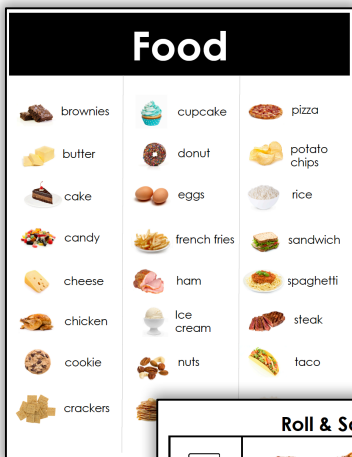 Food
brownies
butter
cake
candy
cheese
chicken
cookie
crackers
cupcake
donut
eggs
french fries
ham
Ice
cream
nuts
pizza
potato
chips
rice
sandwich
spaghetti
steak
taco
Roll &